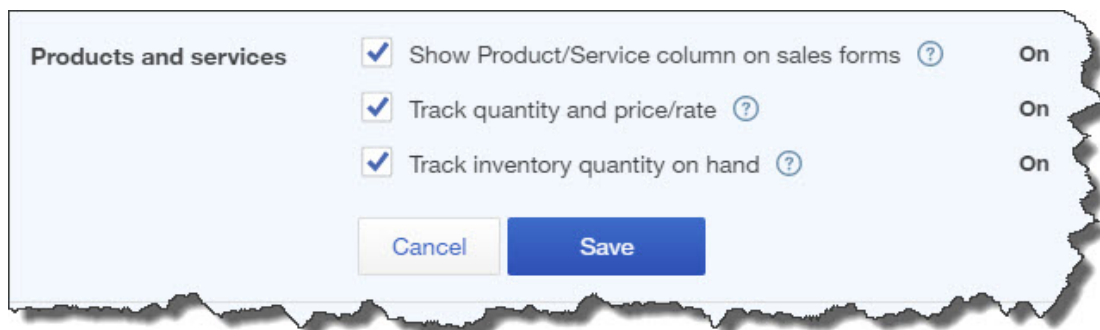 Products and services
Show Product/Service column on sales forms ? On
Track quantity and price/rate ? On
Track inventory quantity on hand ? On
Cancel Save